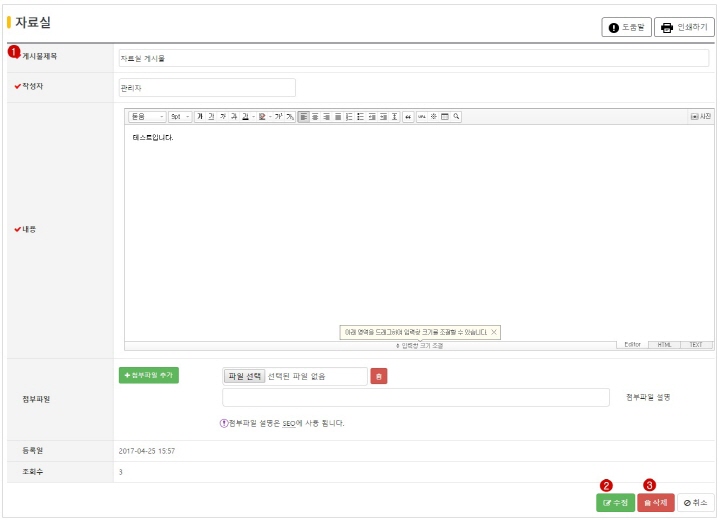 자료실
도움말 인쇄하기
1
게시물제목 자료실 게시물
작성자 관리자
돋움 9pt 가 가 가 가 가 가 가¹ 가₁ URL ※ 사진
테스트입니다.
내용
아래 영역을 드래그하여 입력창 크기를 조절할 수 있습니다. ×
입력창 크기 조절 Editor HTML TEXT
첨부파일 추가 파일 선택 선택된 파일 없음
첨부파일 첨부파일 설명
첨부파일 설명은 SEO에 사용 됩니다.
등록일 2017-04-25 15:57
조회수 3
2 3
수정 삭제 취소